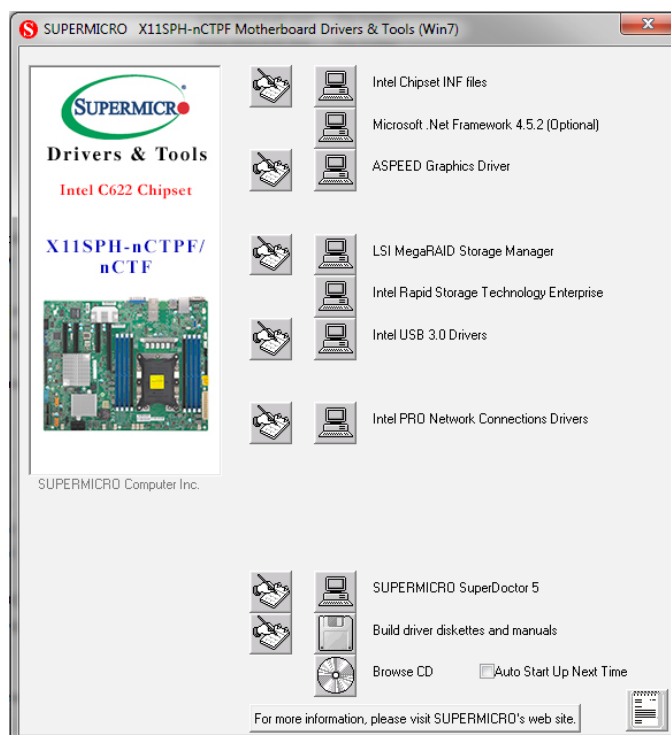 SUPERMICRO X11SPH-nCTPF Motherboard Drivers & Tools (Win7)
SUPERMICRO
Drivers & Tools
Intel C622 Chipset
X11SPH-nCTPF/
nCTF
SUPERMICRO Computer Inc.
Intel Chipset INF files
Microsoft .Net Framework 4.5.2 (Optional)
ASPEED Graphics Driver
LSI MegaRAID Storage Manager
Intel Rapid Storage Technology Enterprise
Intel USB 3.0 Drivers
Intel PRO Network Connections Drivers
SUPERMICRO SuperDoctor 5
Build driver diskettes and manuals
Browse CD Auto Start Up Next Time
For more information, please visit SUPERMICRO's web site.